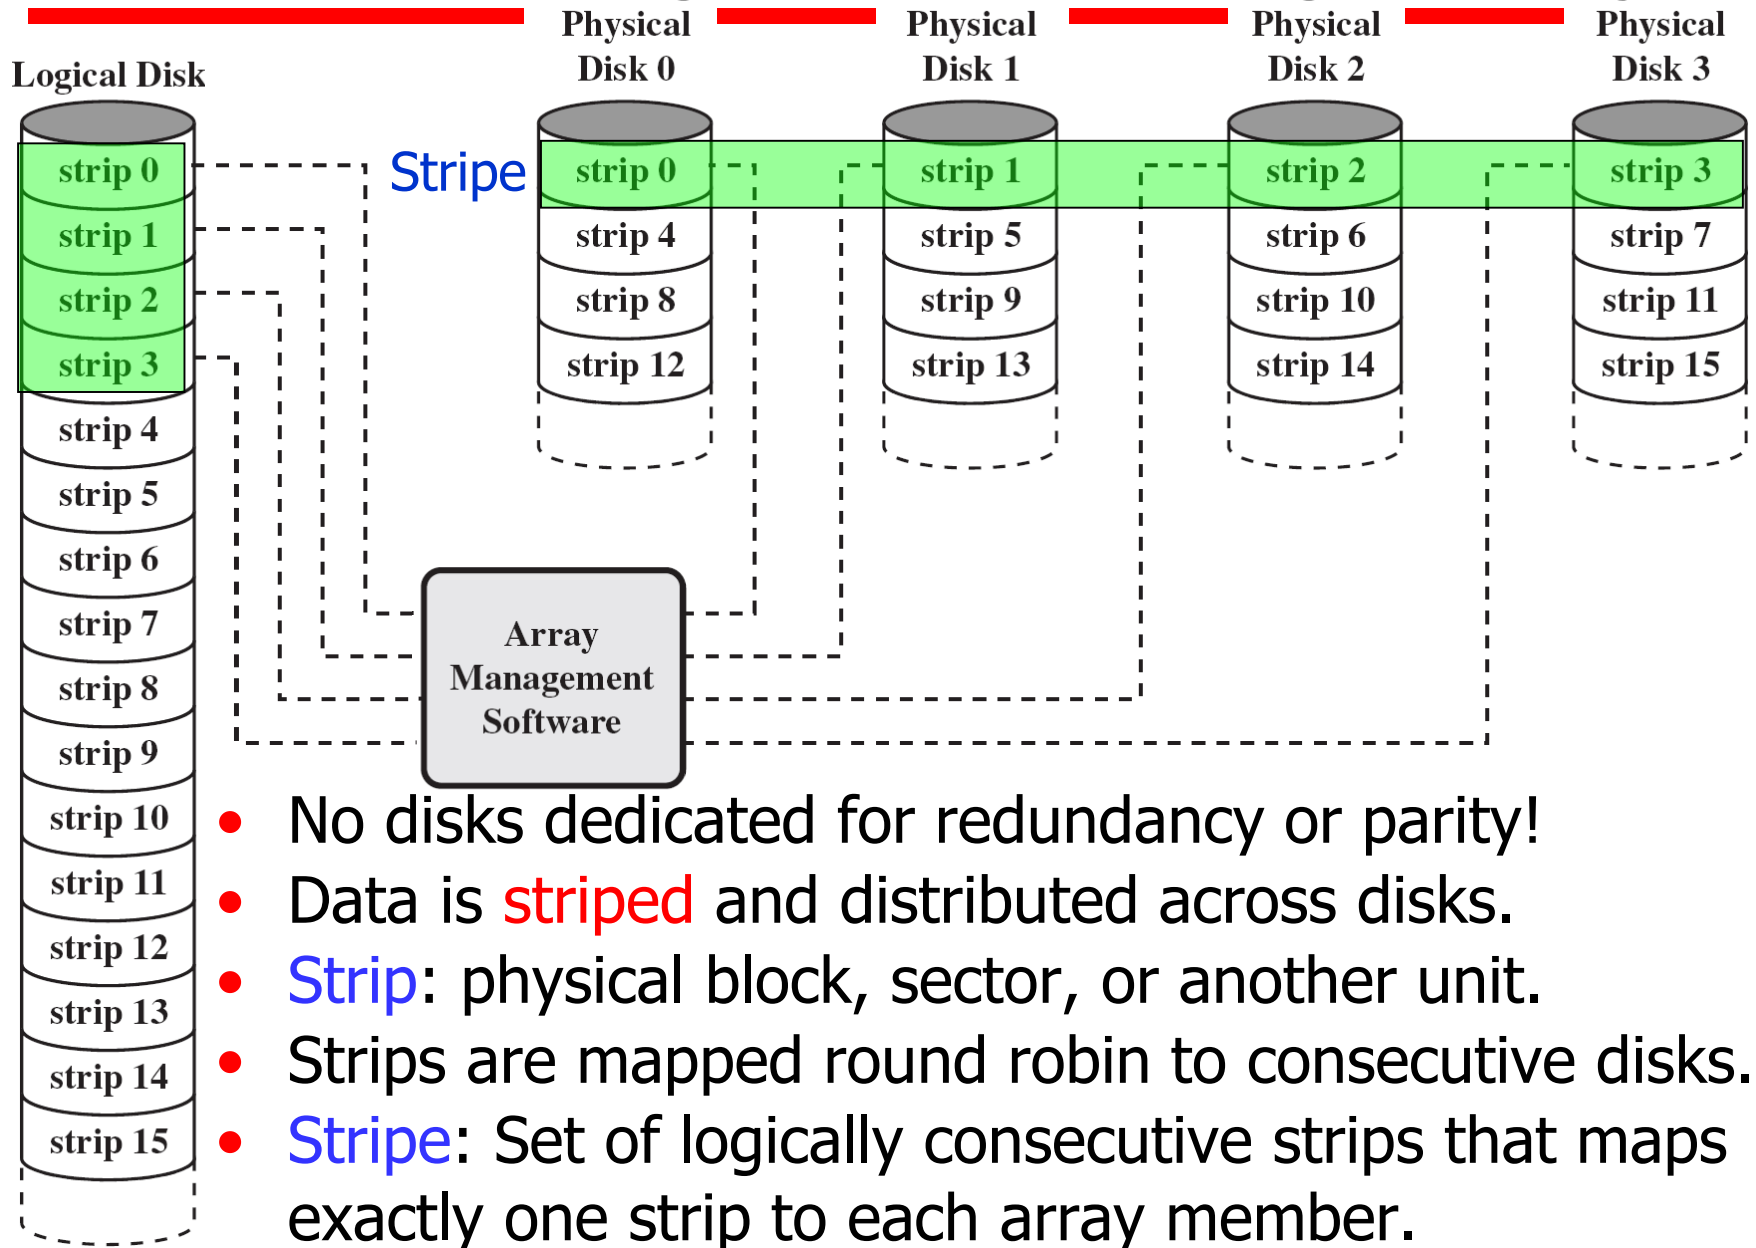 Physical
Disk 0
Physical
Disk 1
Physical
Disk 2
Physical
Disk 3
Logical Disk
strip 0
strip 1
strip 2
strip 3
strip 4
strip 5
strip 6
strip 7
strip 8
strip 9
strip 10
strip 11
strip 12
strip 13
strip 14
strip 15
Stripe
strip 0
strip 4
strip 8
strip 12
strip 1
strip 5
strip 9
strip 13
strip 2
strip 6
strip 10
strip 14
strip 3
strip 7
strip 11
strip 15
Array
Management
Software
• No disks dedicated for redundancy or parity!
• Data is striped and distributed across disks.
• Strip: physical block, sector, or another unit.
• Strips are mapped round robin to consecutive disks.
• Stripe: Set of logically consecutive strips that maps
exactly one strip to each array member.